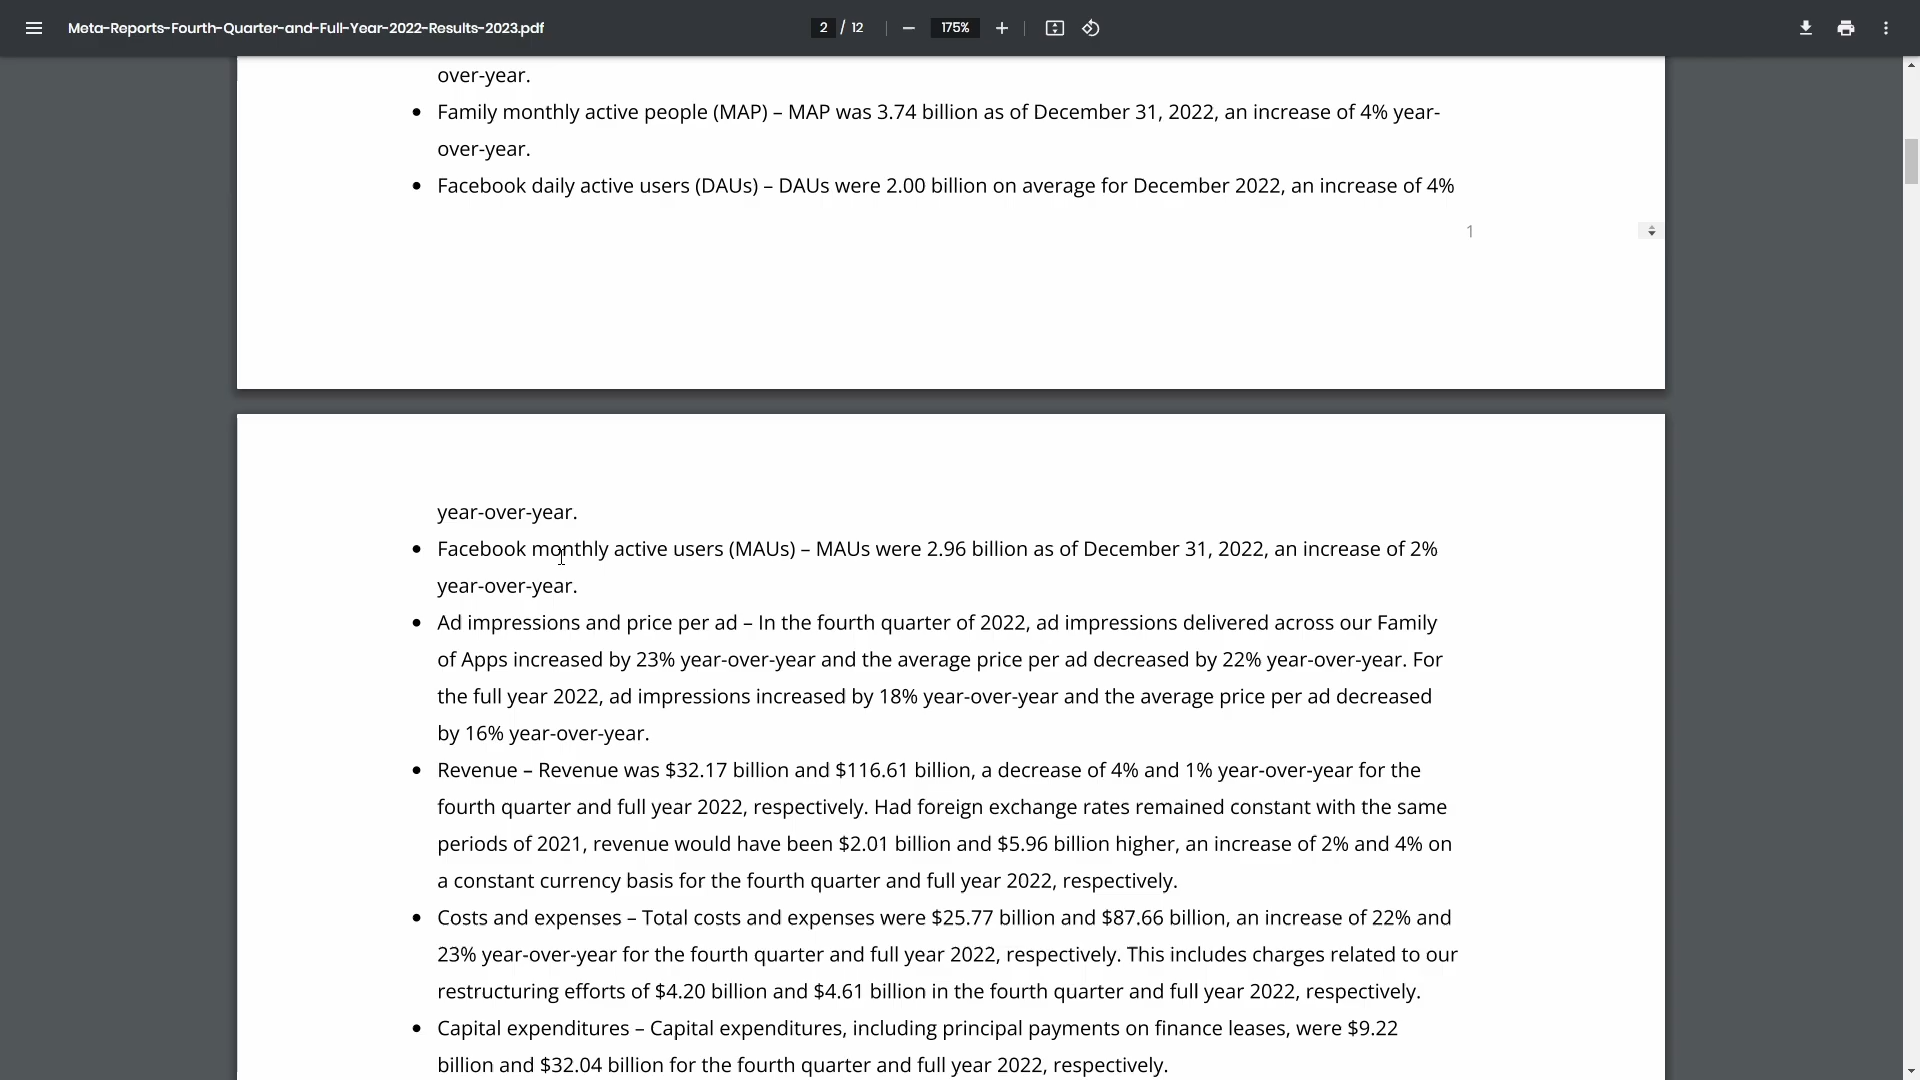 Meta-Reports-Fourth-Quarter-and-Full-Year-2022-Results-2023.pdf
2 / 12
175%
over-year.
• Family monthly active people (MAP) – MAP was 3.74 billion as of December 31, 2022, an increase of 4% year-
over-year.
• Facebook daily active users (DAUs) – DAUs were 2.00 billion on average for December 2022, an increase of 4%
1
year-over-year.
• Facebook monthly active users (MAUs) – MAUs were 2.96 billion as of December 31, 2022, an increase of 2%
year-over-year.
• Ad impressions and price per ad – In the fourth quarter of 2022, ad impressions delivered across our Family
of Apps increased by 23% year-over-year and the average price per ad decreased by 22% year-over-year. For
the full year 2022, ad impressions increased by 18% year-over-year and the average price per ad decreased
by 16% year-over-year.
• Revenue – Revenue was $32.17 billion and $116.61 billion, a decrease of 4% and 1% year-over-year for the
fourth quarter and full year 2022, respectively. Had foreign exchange rates remained constant with the same
periods of 2021, revenue would have been $2.01 billion and $5.96 billion higher, an increase of 2% and 4% on
a constant currency basis for the fourth quarter and full year 2022, respectively.
• Costs and expenses – Total costs and expenses were $25.77 billion and $87.66 billion, an increase of 22% and
23% year-over-year for the fourth quarter and full year 2022, respectively. This includes charges related to our
restructuring efforts of $4.20 billion and $4.61 billion in the fourth quarter and full year 2022, respectively.
• Capital expenditures – Capital expenditures, including principal payments on finance leases, were $9.22
billion and $32.04 billion for the fourth quarter and full year 2022, respectively.